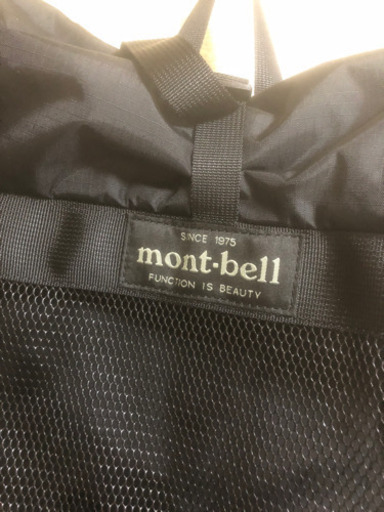 SINCE 1975
mont-bell
FUNCTION IS BEAUTY